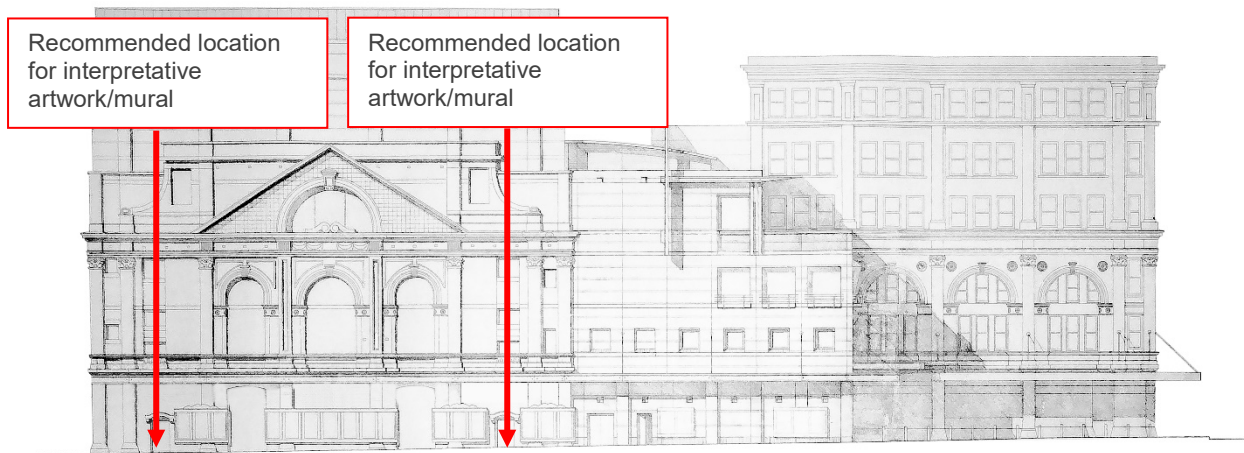 Recommended location
for interpretative
artwork/mural
Recommended location
for interpretative
artwork/mural